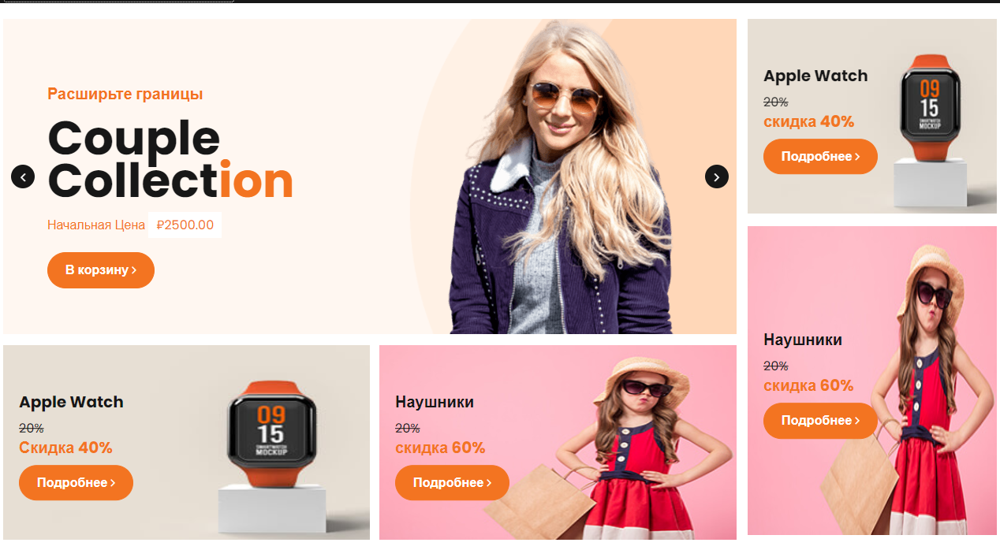 Расширьте границы
Couple
Collection
Начальная Цена ₽2500.00
В корзину
Apple Watch
20%
скидка 40%
Подробнее
09
15
SMARTWATCH
MOCKUP
Наушники
20%
скидка 60%
Подробнее
Apple Watch
20%
Скидка 40%
Подробнее
09
15
SMARTWATCH
MOCKUP
Наушники
20%
скидка 60%
Подробнее